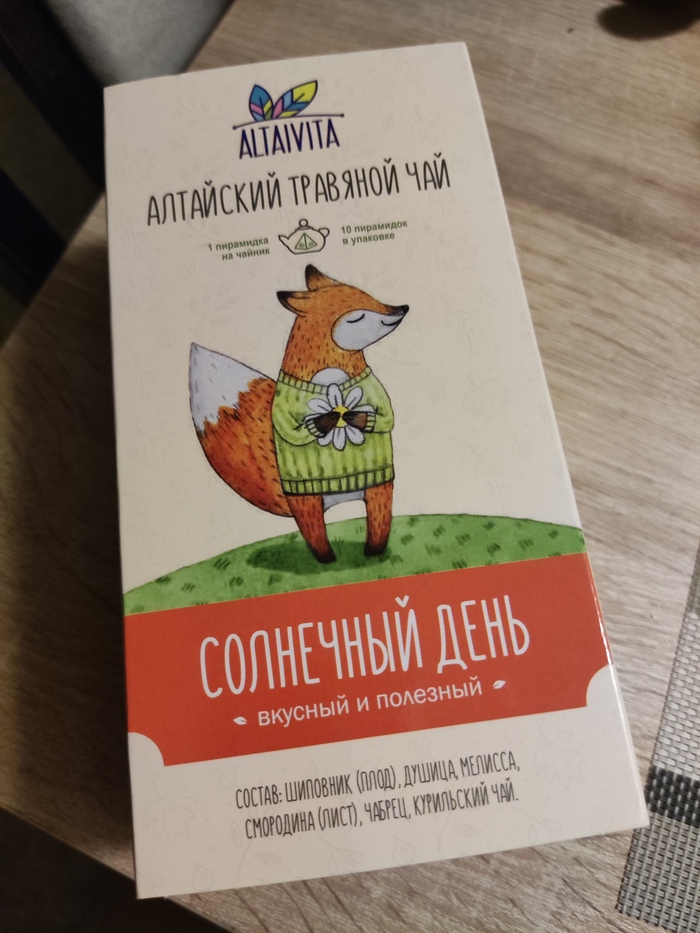 ALTAIVITA
АЛТАЙСКИЙ ТРАВЯНОЙ ЧАЙ
1 пирамидка
на чайник
10 пирамидок
в упаковке
СОЛНЕЧНЫЙ ДЕНЬ
вкусный и полезный
СОСТАВ: ШИПОВНИК (ПЛОД), ДУШИЦА, МЕЛИССА,
СМОРОДИНА (ЛИСТ), ЧАБРЕЦ, КУРИЛЬСКИЙ ЧАЙ.